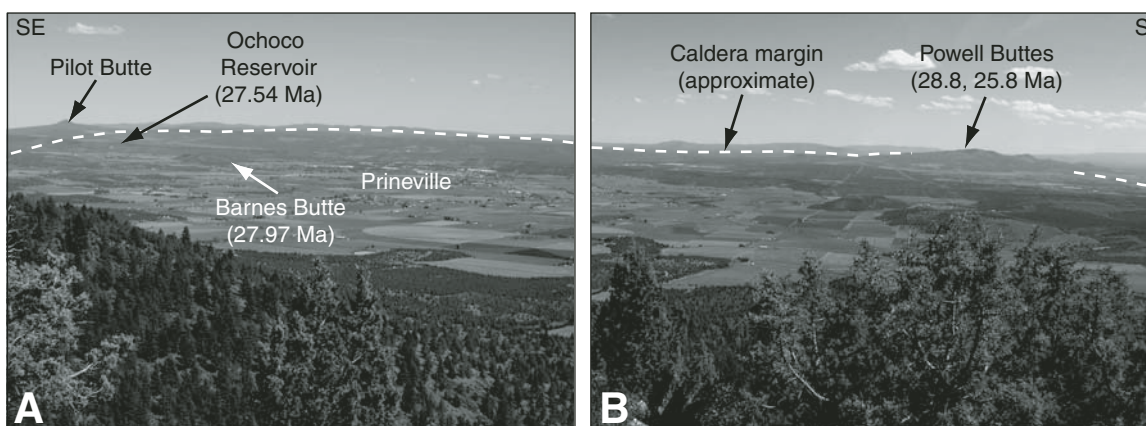 SE
Pilot Butte
Ochoco
Reservoir
(27.54 Ma)
Prineville
Barnes Butte
(27.97 Ma)
A
S
Caldera margin
(approximate)
Powell Buttes
(28.8, 25.8 Ma)
B